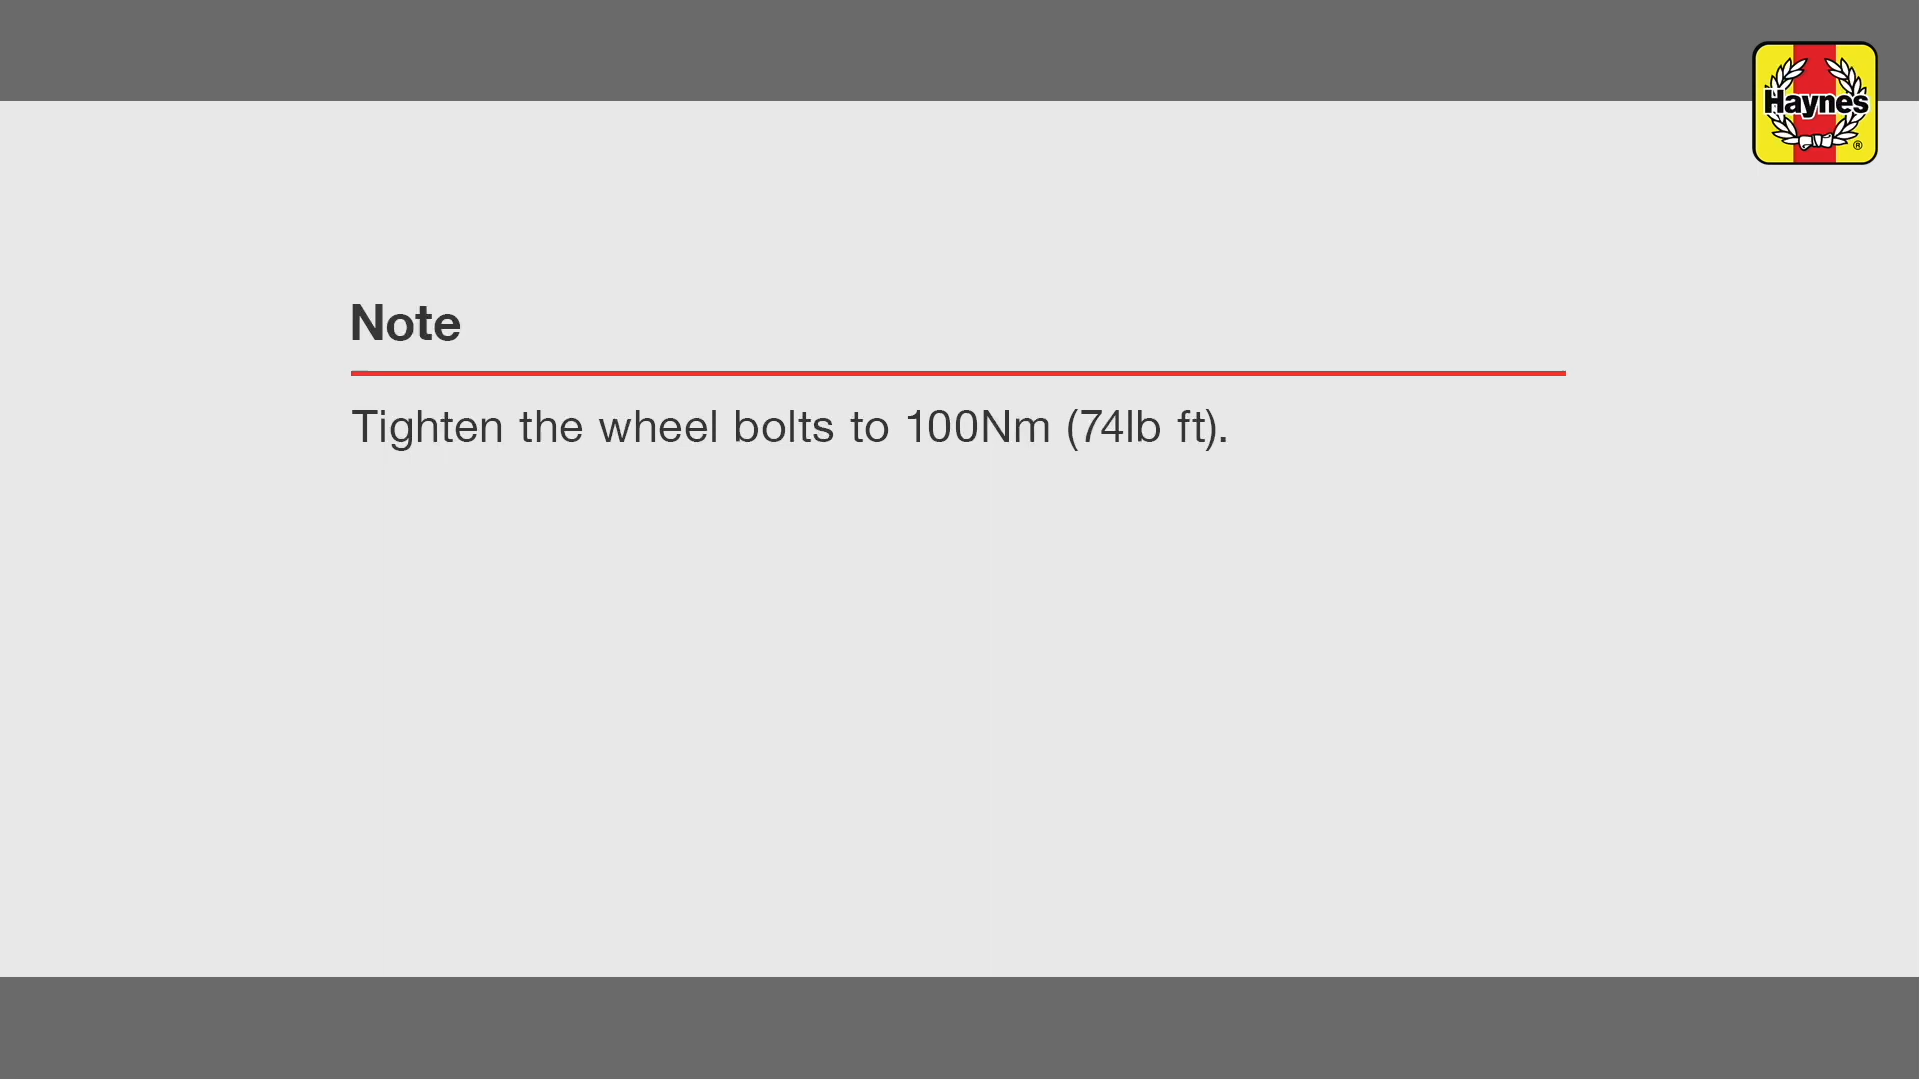 Haynes
®
Note
Tighten the wheel bolts to 100Nm (74lb ft).